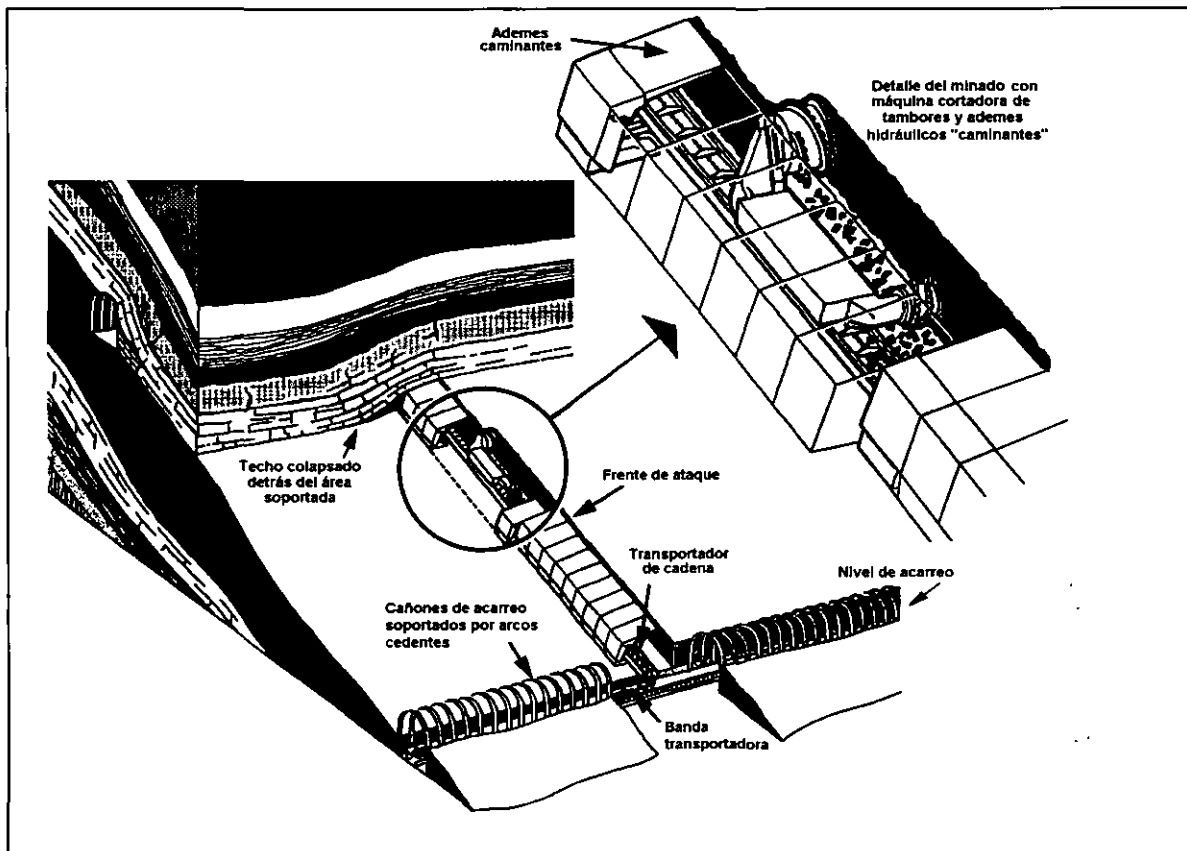 Ademes
caminantes
Detalle del minado con
máquina cortadora de
tambores y ademes
hidráulicos "caminantes"
Techo colapsado
detrás del área
soportada
Frente de ataque
Transportador
de cadena
Nivel de acarreo
Cañones de acarreo
soportados por arcos
cedentes
Banda
transportadora